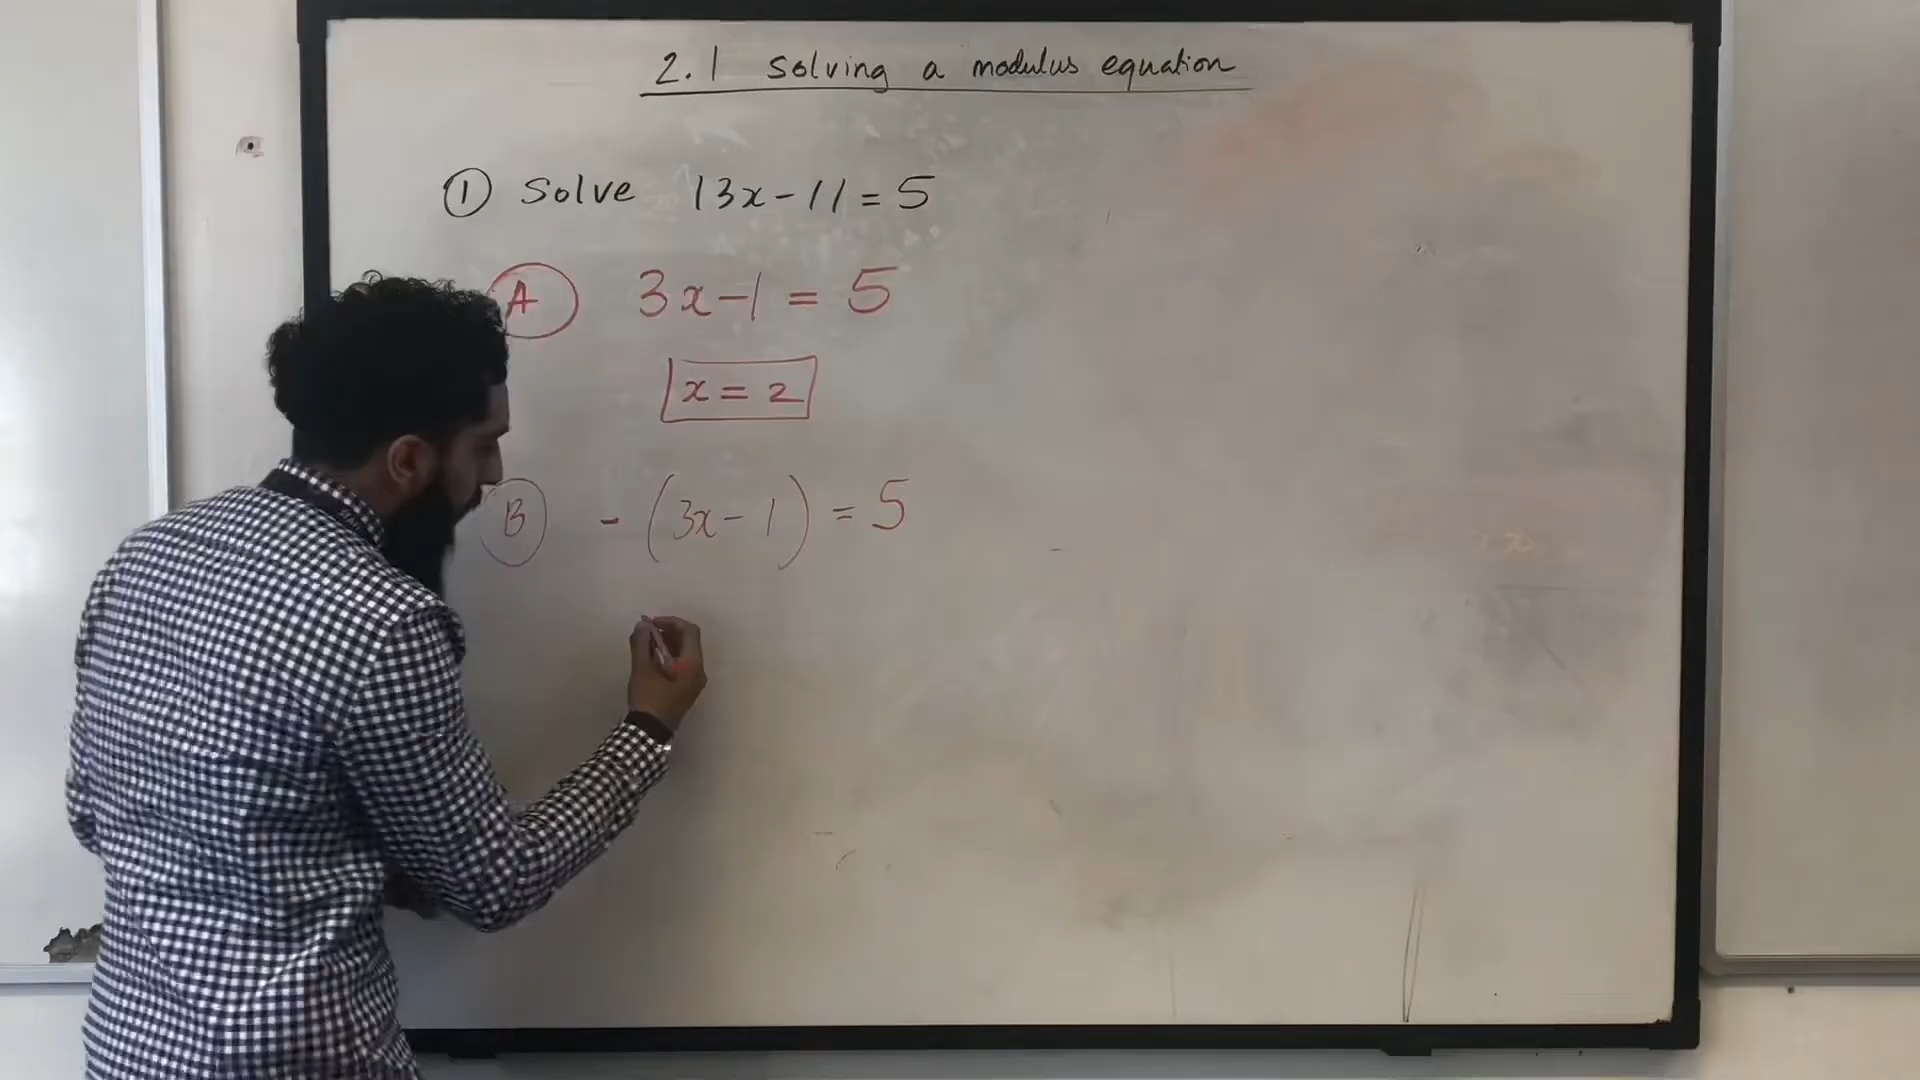 2.1 Solving a modulus equation
① Solve |3x-1| = 5
Ⓐ 3x-1 = 5
x = 2
Ⓑ -(3x-1) = 5